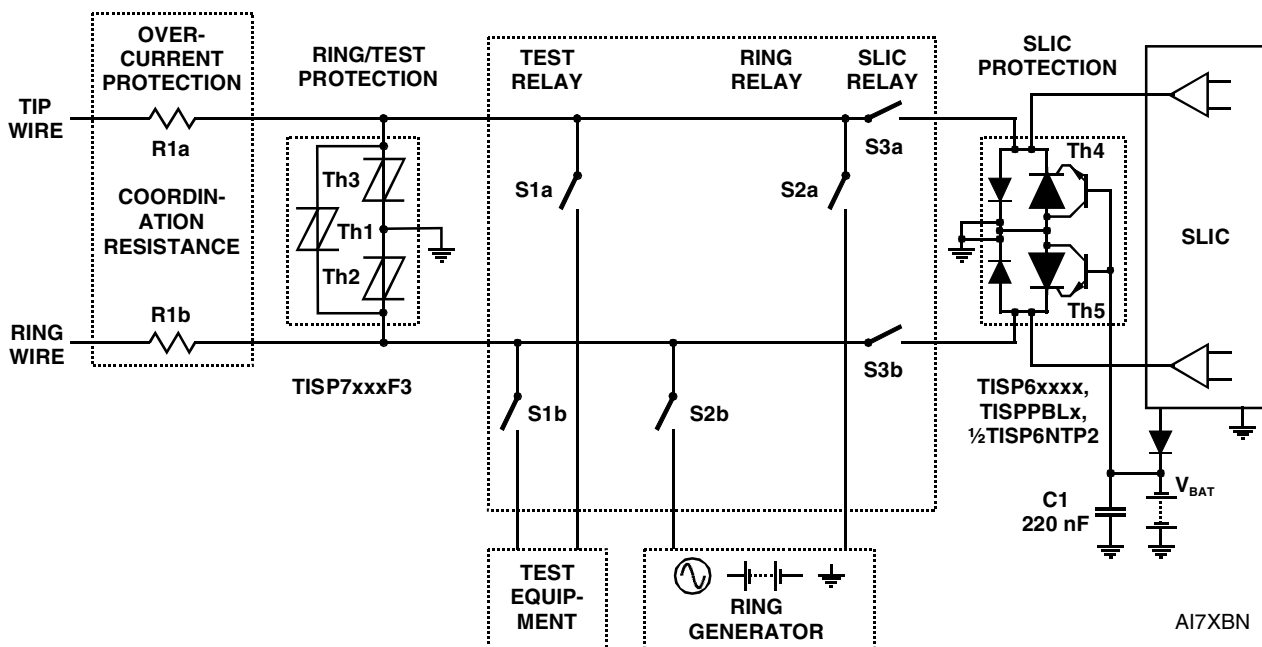 OVER-
CURRENT
PROTECTION
RING/TEST
PROTECTION
TEST
RELAY
RING
RELAY
SLIC
RELAY
SLIC
PROTECTION
TIP
WIRE
R1a
COORDIN-
ATION
RESISTANCE
R1b
RING
WIRE
Th3
Th1
Th2
TISP7xxxF3
S1a
S1b
S2a
S2b
S3a
S3b
Th4
Th5
SLIC
TISP6xxxx,
TISPPBLx,
½TISP6NTP2
C1
220 nF
VBAT
TEST
EQUIP-
MENT
RING
GENERATOR
AI7XBN